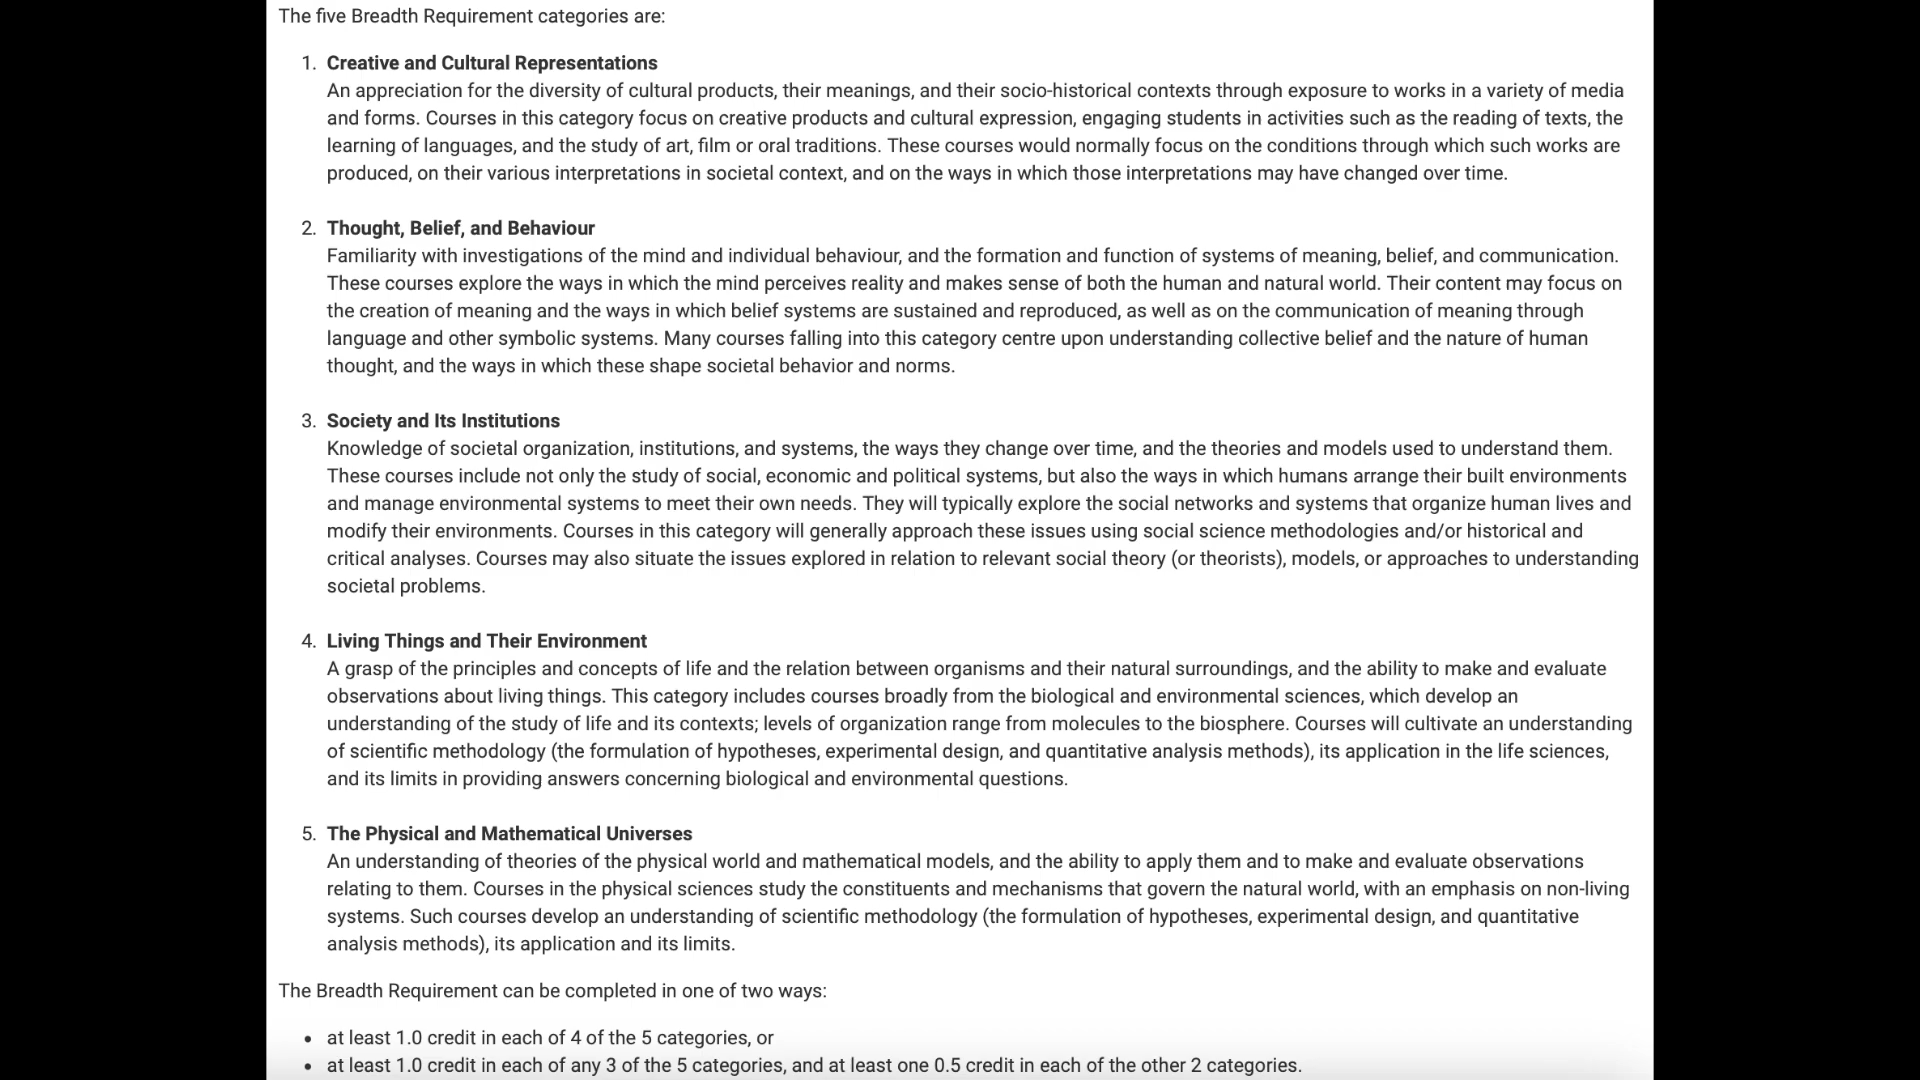 The five Breadth Requirement categories are:
1. Creative and Cultural Representations
An appreciation for the diversity of cultural products, their meanings, and their socio-historical contexts through exposure to works in a variety of media
and forms. Courses in this category focus on creative products and cultural expression, engaging students in activities such as the reading of texts, the
learning of languages, and the study of art, film or oral traditions. These courses would normally focus on the conditions through which such works are
produced, on their various interpretations in societal context, and on the ways in which those interpretations may have changed over time.
2. Thought, Belief, and Behaviour
Familiarity with investigations of the mind and individual behaviour, and the formation and function of systems of meaning, belief, and communication.
These courses explore the ways in which the mind perceives reality and makes sense of both the human and natural world. Their content may focus on
the creation of meaning and the ways in which belief systems are sustained and reproduced, as well as on the communication of meaning through
language and other symbolic systems. Many courses falling into this category centre upon understanding collective belief and the nature of human
thought, and the ways in which these shape societal behavior and norms.
3. Society and Its Institutions
Knowledge of societal organization, institutions, and systems, the ways they change over time, and the theories and models used to understand them.
These courses include not only the study of social, economic and political systems, but also the ways in which humans arrange their built environments
and manage environmental systems to meet their own needs. They will typically explore the social networks and systems that organize human lives and
modify their environments. Courses in this category will generally approach these issues using social science methodologies and/or historical and
critical analyses. Courses may also situate the issues explored in relation to relevant social theory (or theorists), models, or approaches to understanding
societal problems.
4. Living Things and Their Environment
A grasp of the principles and concepts of life and the relation between organisms and their natural surroundings, and the ability to make and evaluate
observations about living things. This category includes courses broadly from the biological and environmental sciences, which develop an
understanding of the study of life and its contexts; levels of organization range from molecules to the biosphere. Courses will cultivate an understanding
of scientific methodology (the formulation of hypotheses, experimental design, and quantitative analysis methods), its application in the life sciences,
and its limits in providing answers concerning biological and environmental questions.
5. The Physical and Mathematical Universes
An understanding of theories of the physical world and mathematical models, and the ability to apply them and to make and evaluate observations
relating to them. Courses in the physical sciences study the constituents and mechanisms that govern the natural world, with an emphasis on non-living
systems. Such courses develop an understanding of scientific methodology (the formulation of hypotheses, experimental design, and quantitative
analysis methods), its application and its limits.
The Breadth Requirement can be completed in one of two ways:
• at least 1.0 credit in each of 4 of the 5 categories, or
• at least 1.0 credit in each of any 3 of the 5 categories, and at least one 0.5 credit in each of the other 2 categories.